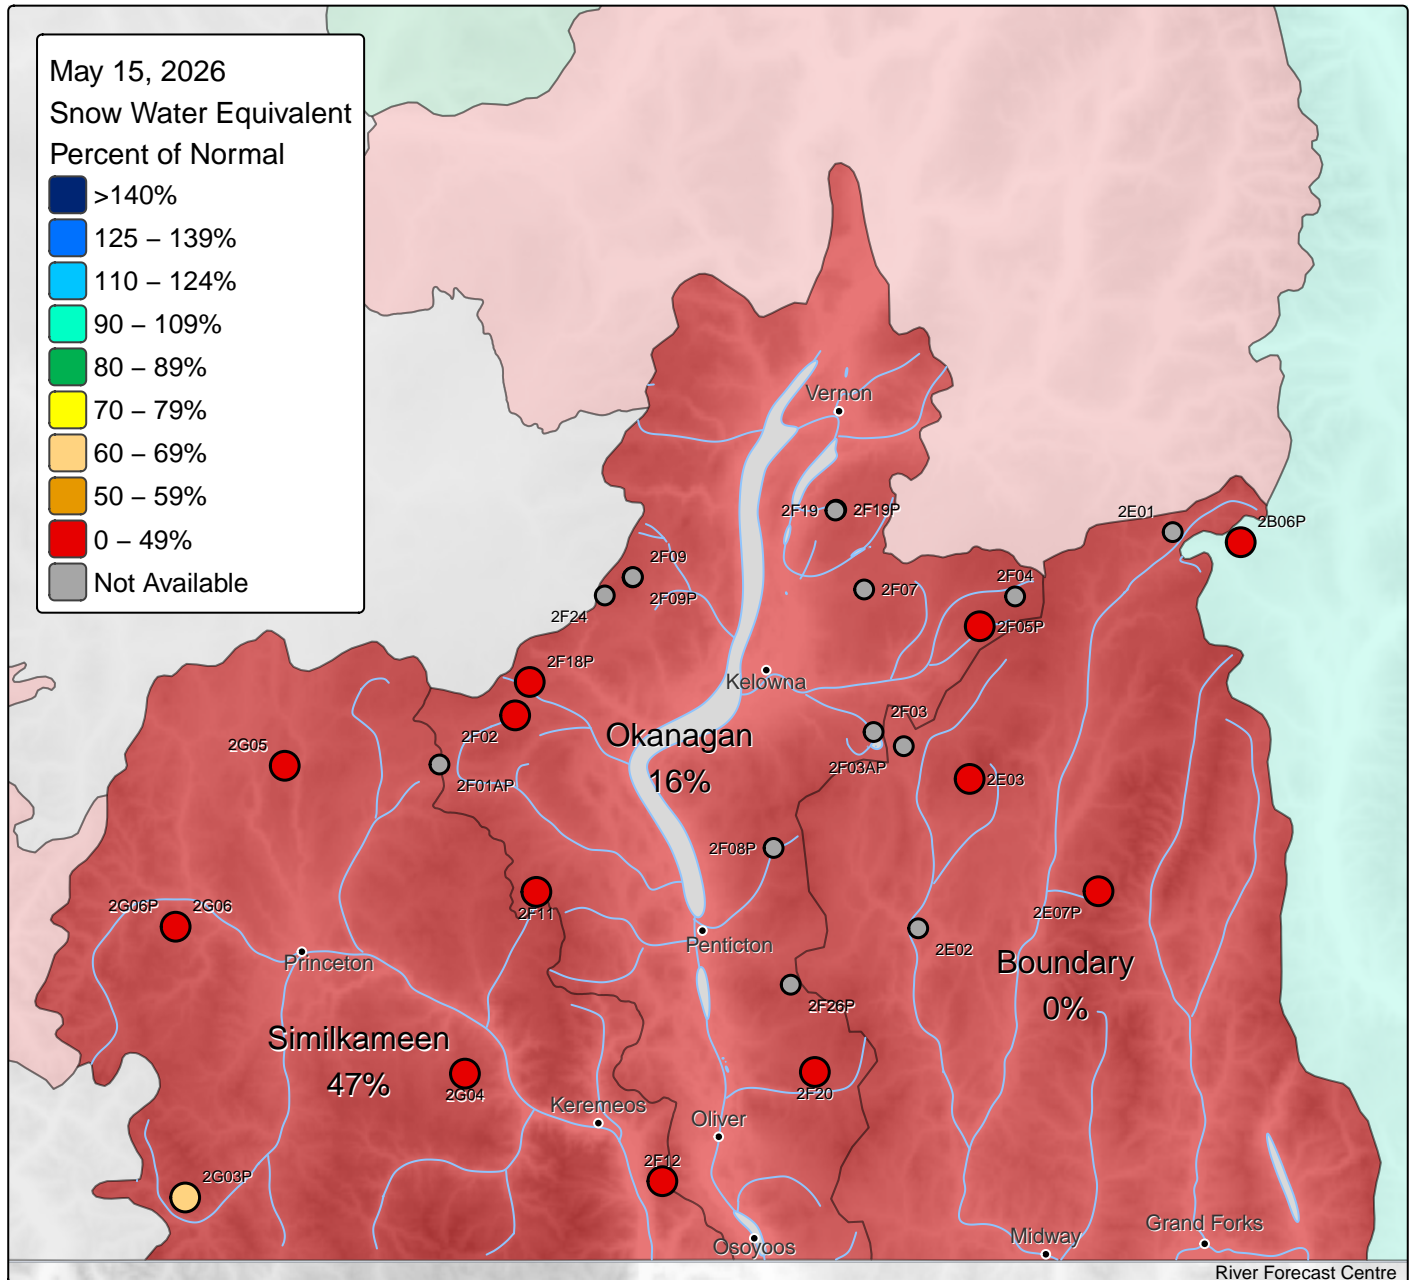 May 15, 2026
Snow Water Equivalent
Percent of Normal
>140%
125 – 139%
110 – 124%
90 – 109%
80 – 89%
70 – 79%
60 – 69%
50 – 59%
0 – 49%
Not Available
Vernon
2F19 2F19P
2E01
2B06P
2F09
2F09P
2F24
2F07
2F04
2F05P
2F18P
Kelowna
2F02
2F03
2F03AP
Okanagan
16%
2G05
2F01AP
2E03
2F08P
2G06P 2G06
2F11
2E07P
Princeton
Penticton
2E02
Boundary
0%
2F26P
Similkameen
47%
2G04
2F20
Keremeos
Oliver
2F12
2G03P
Osoyoos
Midway
Grand Forks
River Forecast Centre